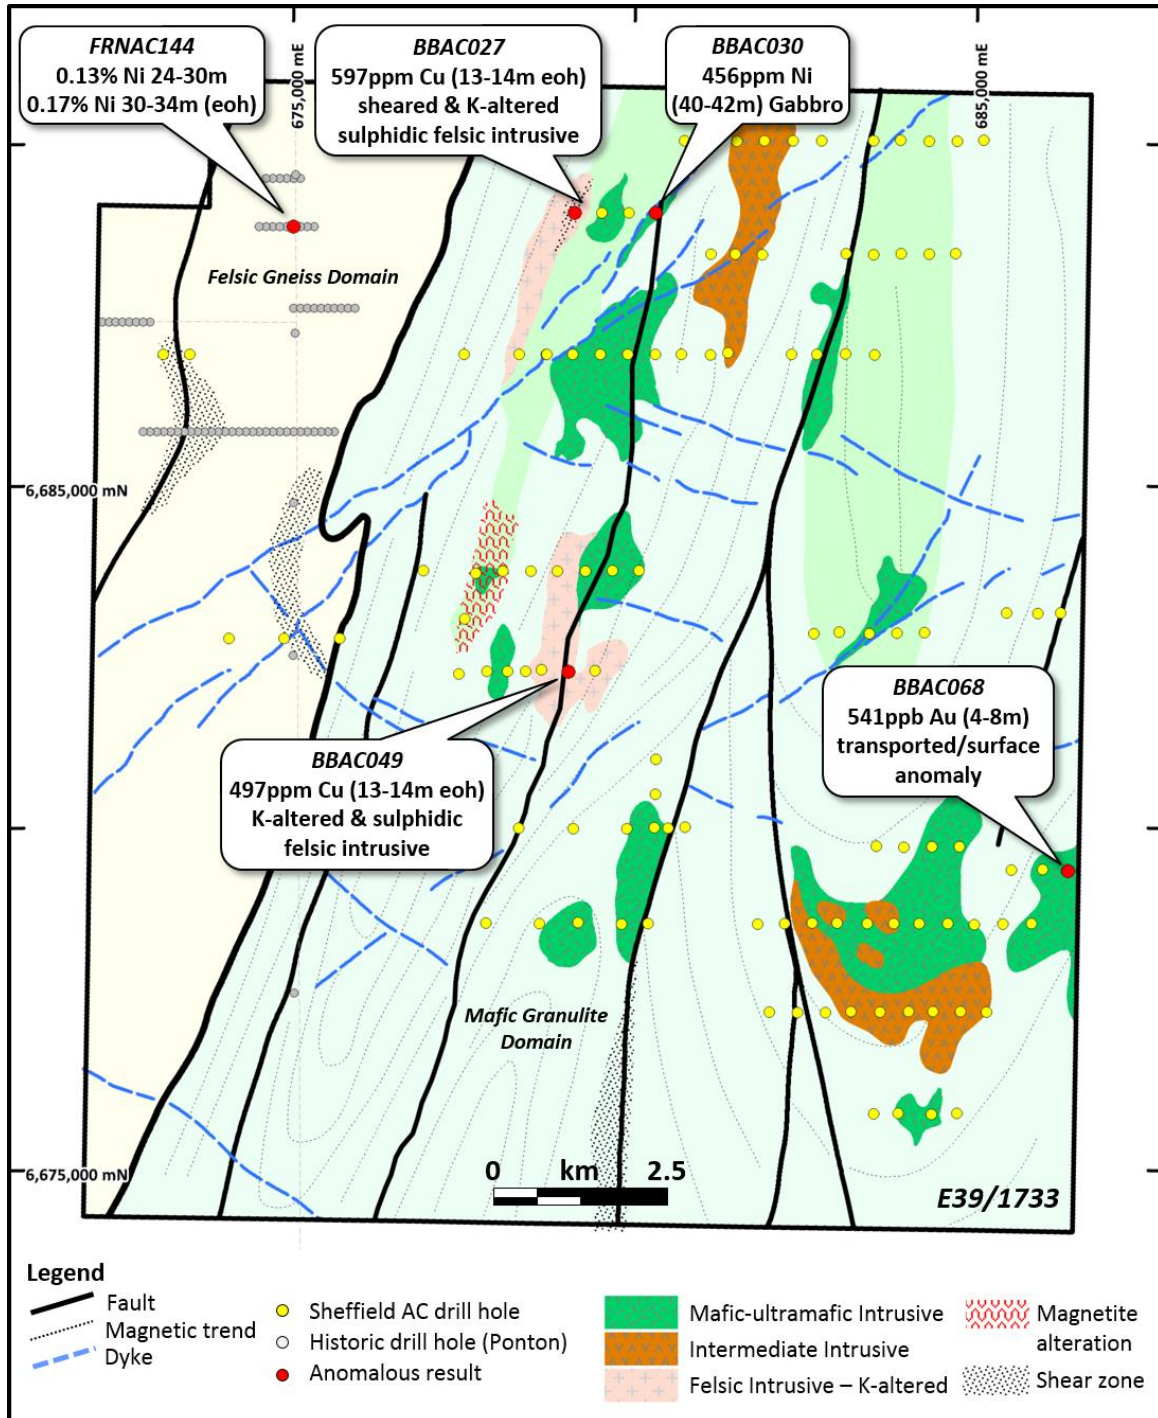 FRNAC144
0.13% Ni 24-30m
0.17% Ni 30-34m (eoh)
BBAC027
597ppm Cu (13-14m eoh)
sheared & K-altered
sulphidic felsic intrusive
BBAC030
456ppm Ni
(40-42m) Gabbro
675,000 mE
685,000 mE
Felsic Gneiss Domain
6,685,000 mN
BBAC068
541ppb Au (4-8m)
transported/surface
anomaly
BBAC049
497ppm Cu (13-14m eoh)
K-altered & sulphidic
felsic intrusive
Mafic Granulite
Domain
6,675,000 mN
0 km 2.5
E39/1733
Legend
Fault
Magnetic trend
Dyke
Sheffield AC drill hole
Historic drill hole (Ponton)
Anomalous result
Mafic-ultramafic Intrusive
Intermediate Intrusive
Felsic Intrusive – K-altered
Magnetite
alteration
Shear zone